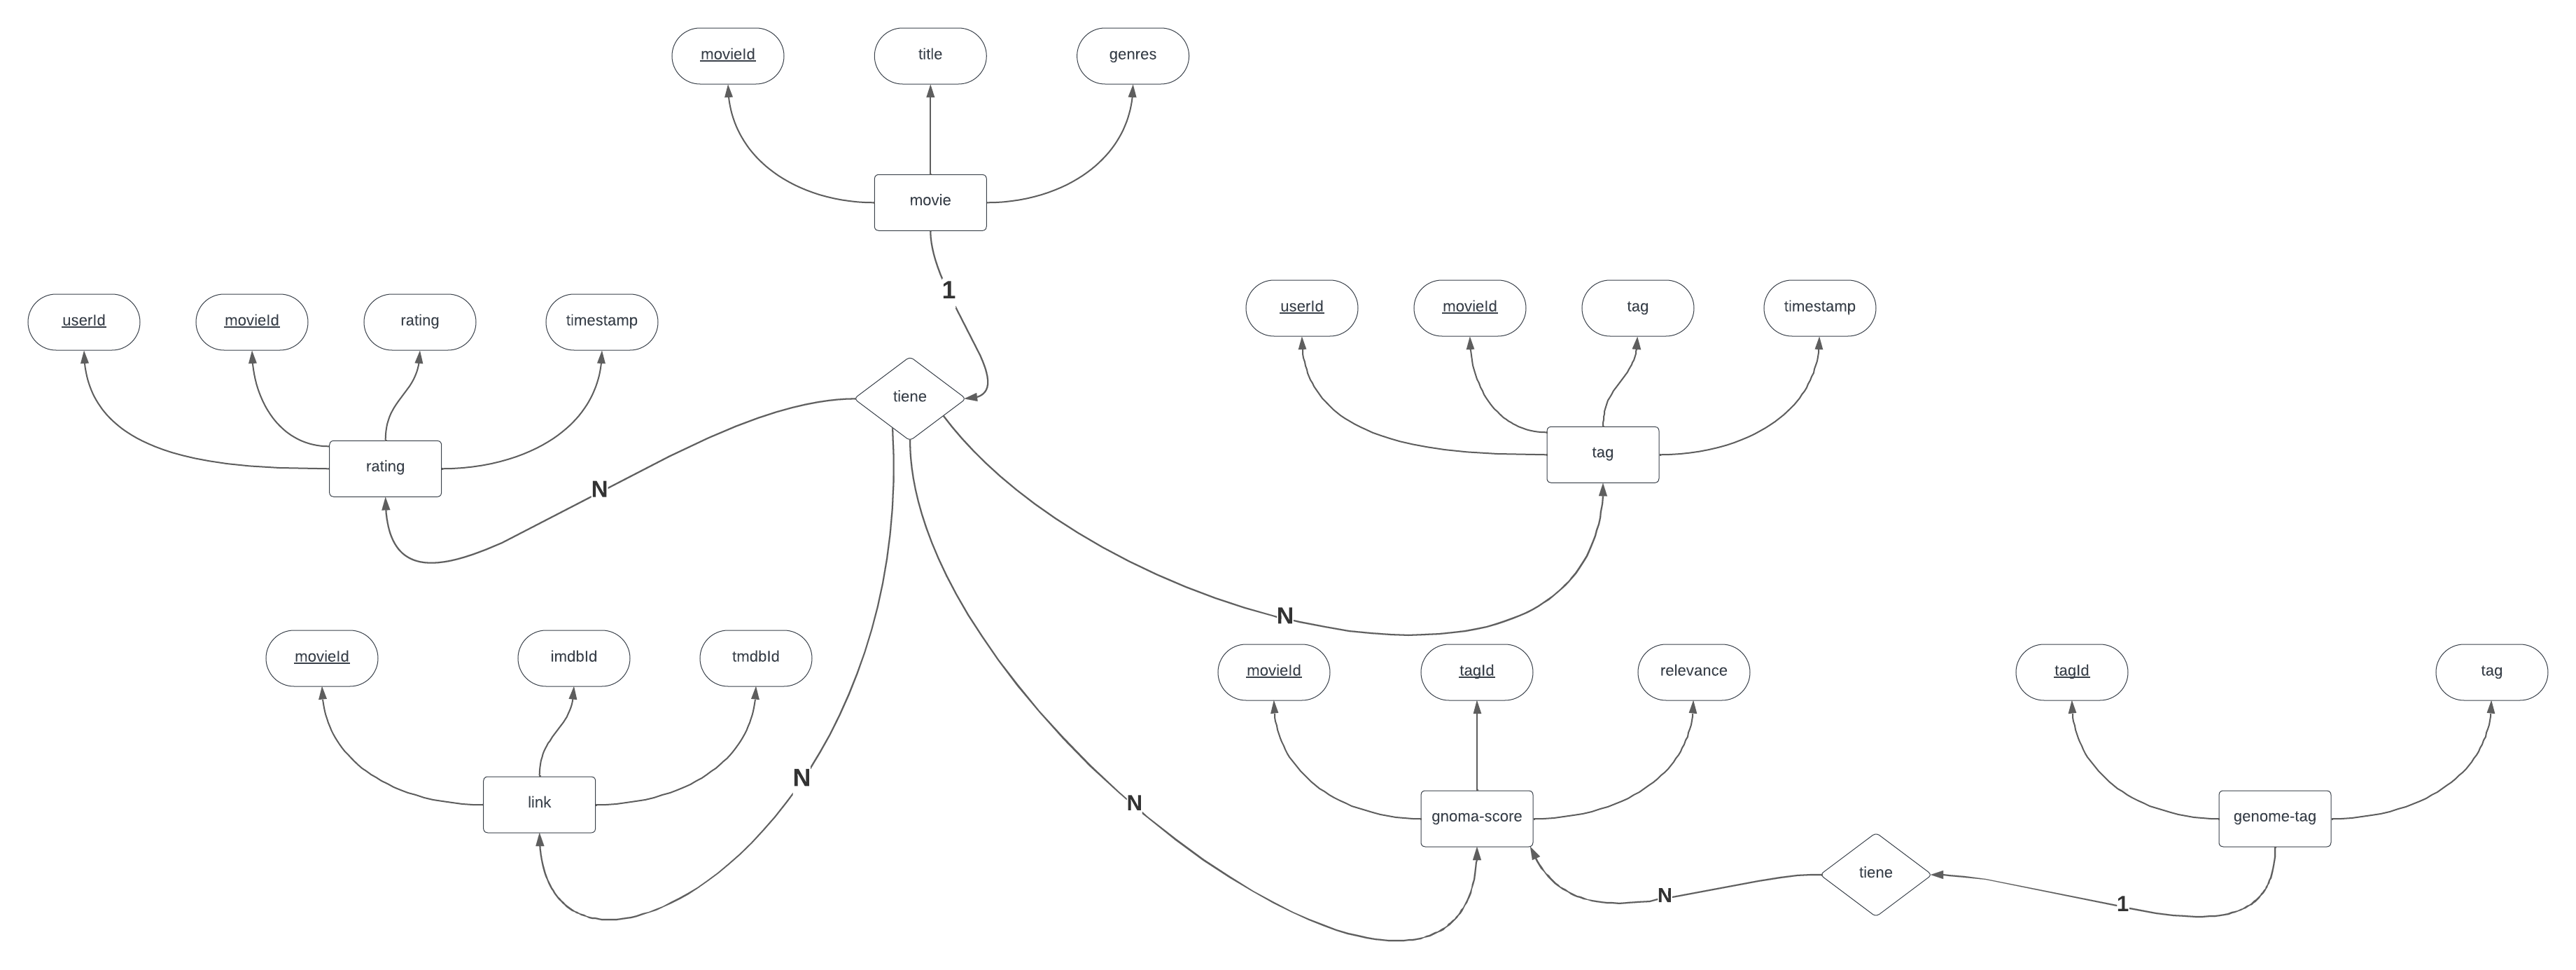 movieId
title
genres
movie
1
userId
movieId
rating
timestamp
userId
movieId
tag
timestamp
tiene
rating
tag
N
N
movieId
imdbId
tmdbId
movieId
tagId
relevance
tagId
tag
link
N
N
gnoma-score
genome-tag
tiene
N
1